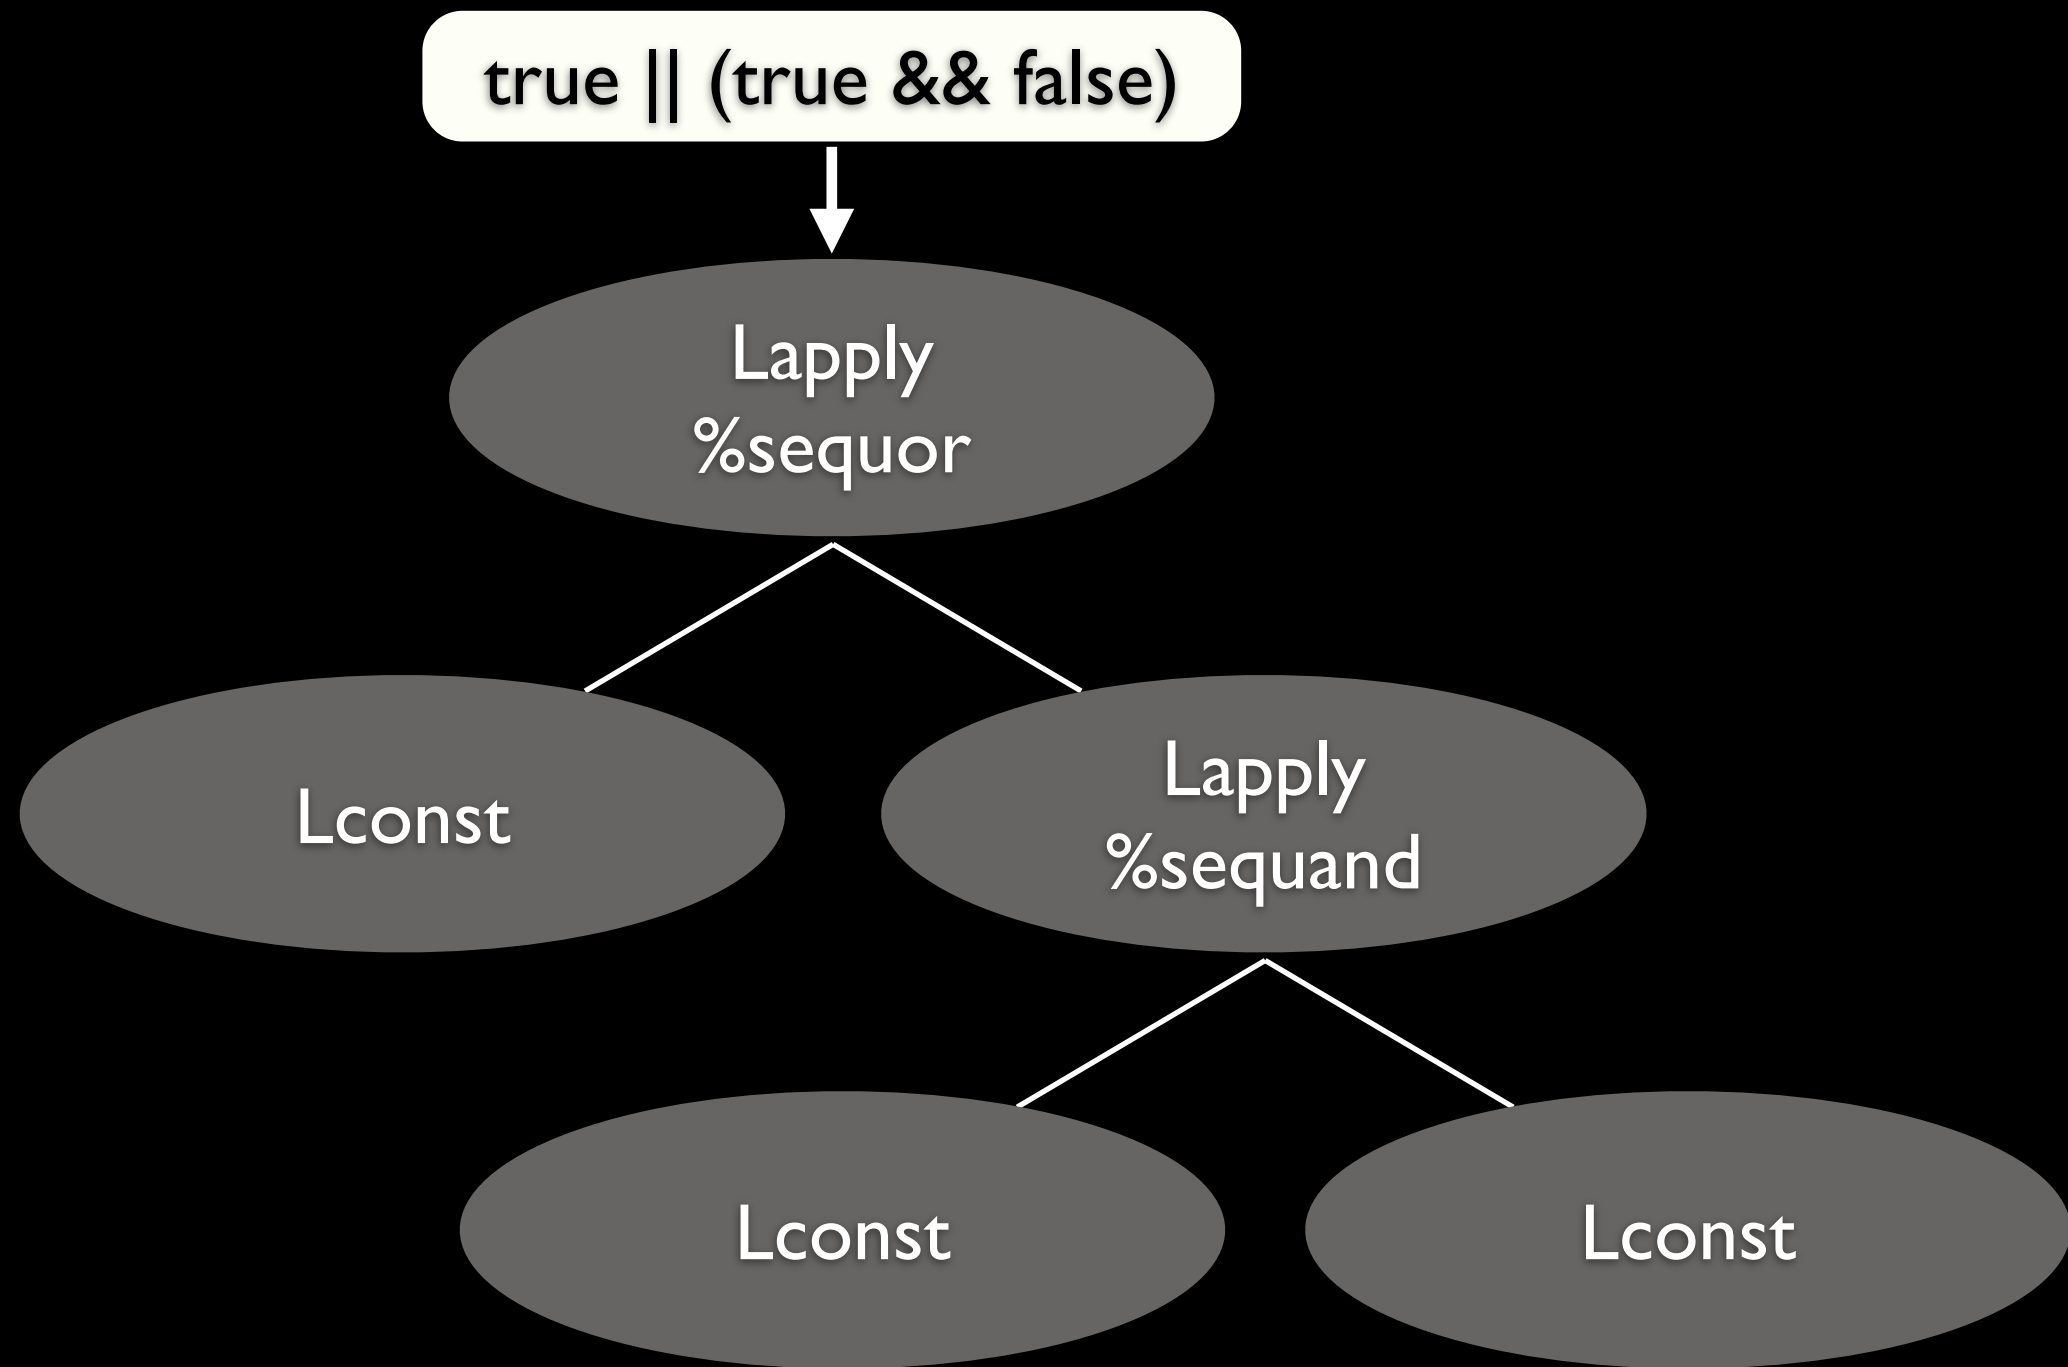 true || (true && false)
Lapply
%sequor
Lconst
Lapply
%sequand
Lconst
Lconst